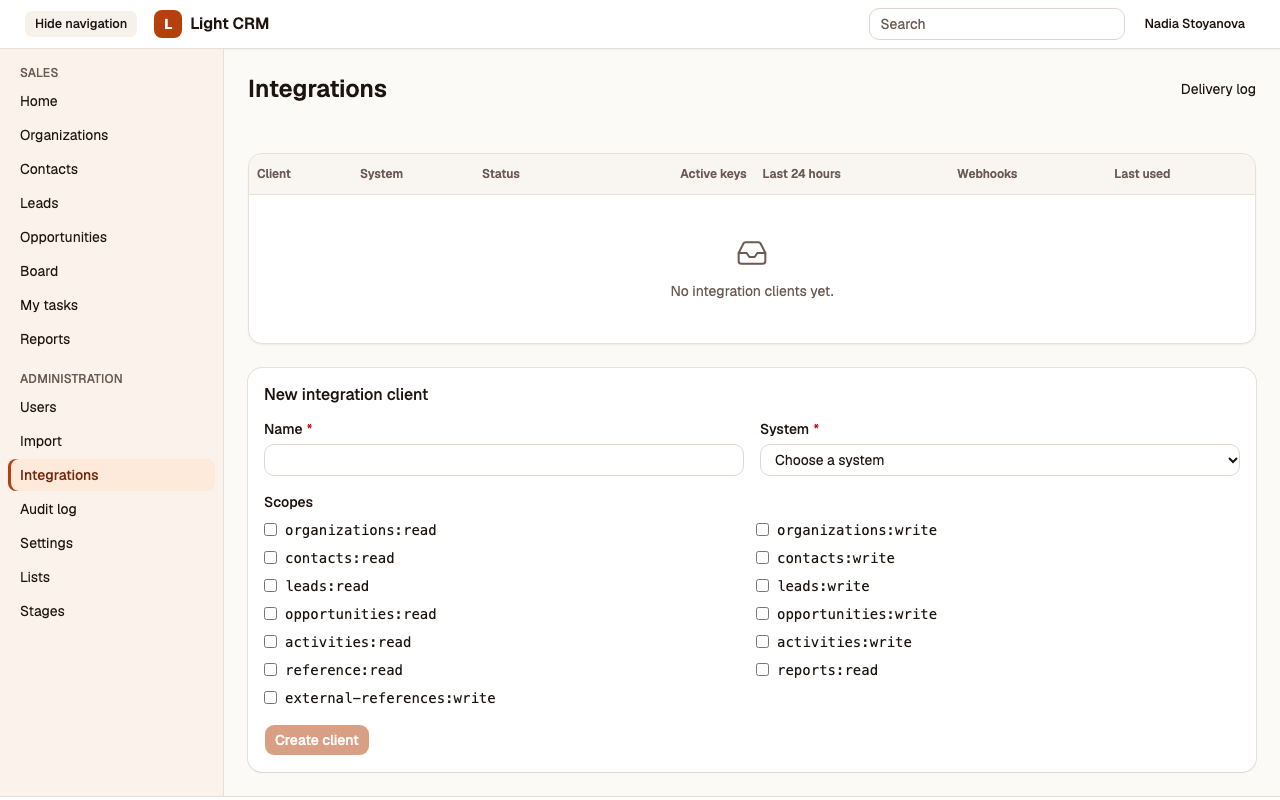 Hide navigation
L
Light CRM
Search
Nadia Stoyanova
SALES
Home
Organizations
Contacts
Leads
Opportunities
Board
My tasks
Reports
ADMINISTRATION
Users
Import
Integrations
Audit log
Settings
Lists
Stages
Integrations
Delivery log
Client System Status Active keys Last 24 hours Webhooks Last used
No integration clients yet.
New integration client
Name * System *
Choose a system
Scopes
organizations:read organizations:write
contacts:read contacts:write
leads:read leads:write
opportunities:read opportunities:write
activities:read activities:write
reference:read reports:read
external-references:write
Create client